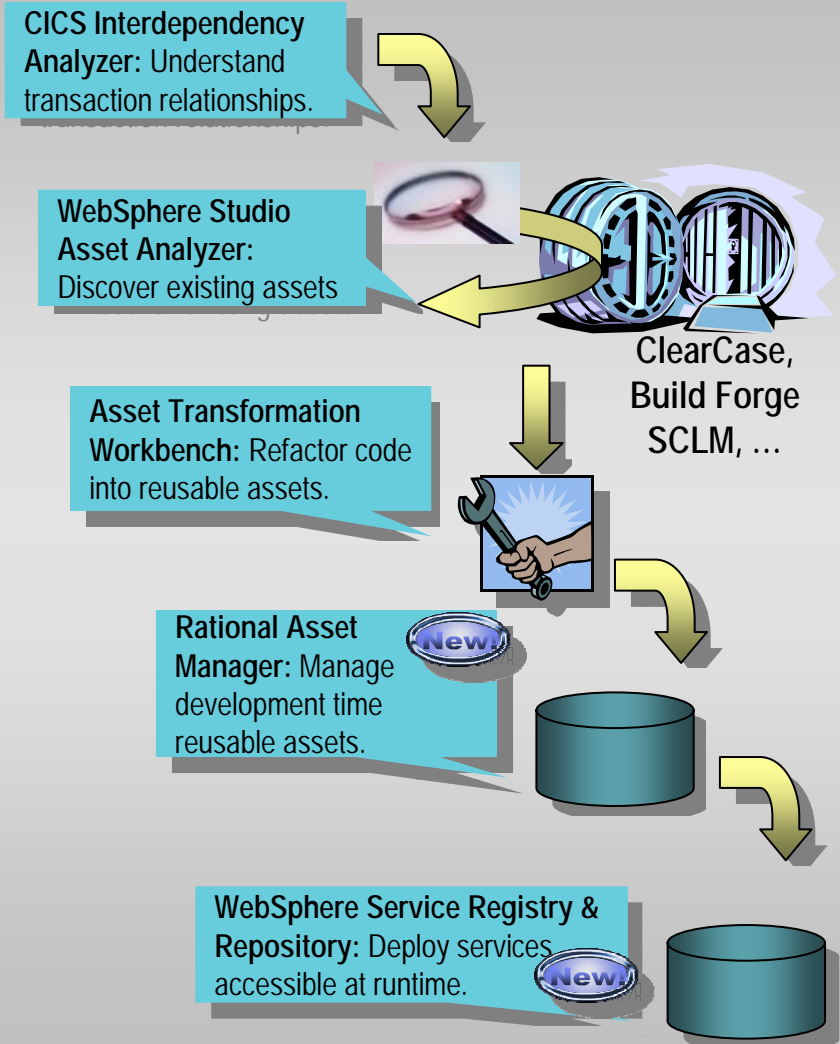 CICS Interdependency
Analyzer: Understand
transaction relationships.
WebSphere Studio
Asset Analyzer:
Discover existing assets
ClearCase,
Build Forge
SCLM, ...
Asset Transformation
Workbench: Refactor code
into reusable assets.
Rational Asset
Manager: Manage
development time
reusable assets.
New!
WebSphere Service Registry &
Repository: Deploy services
accessible at runtime.
New!